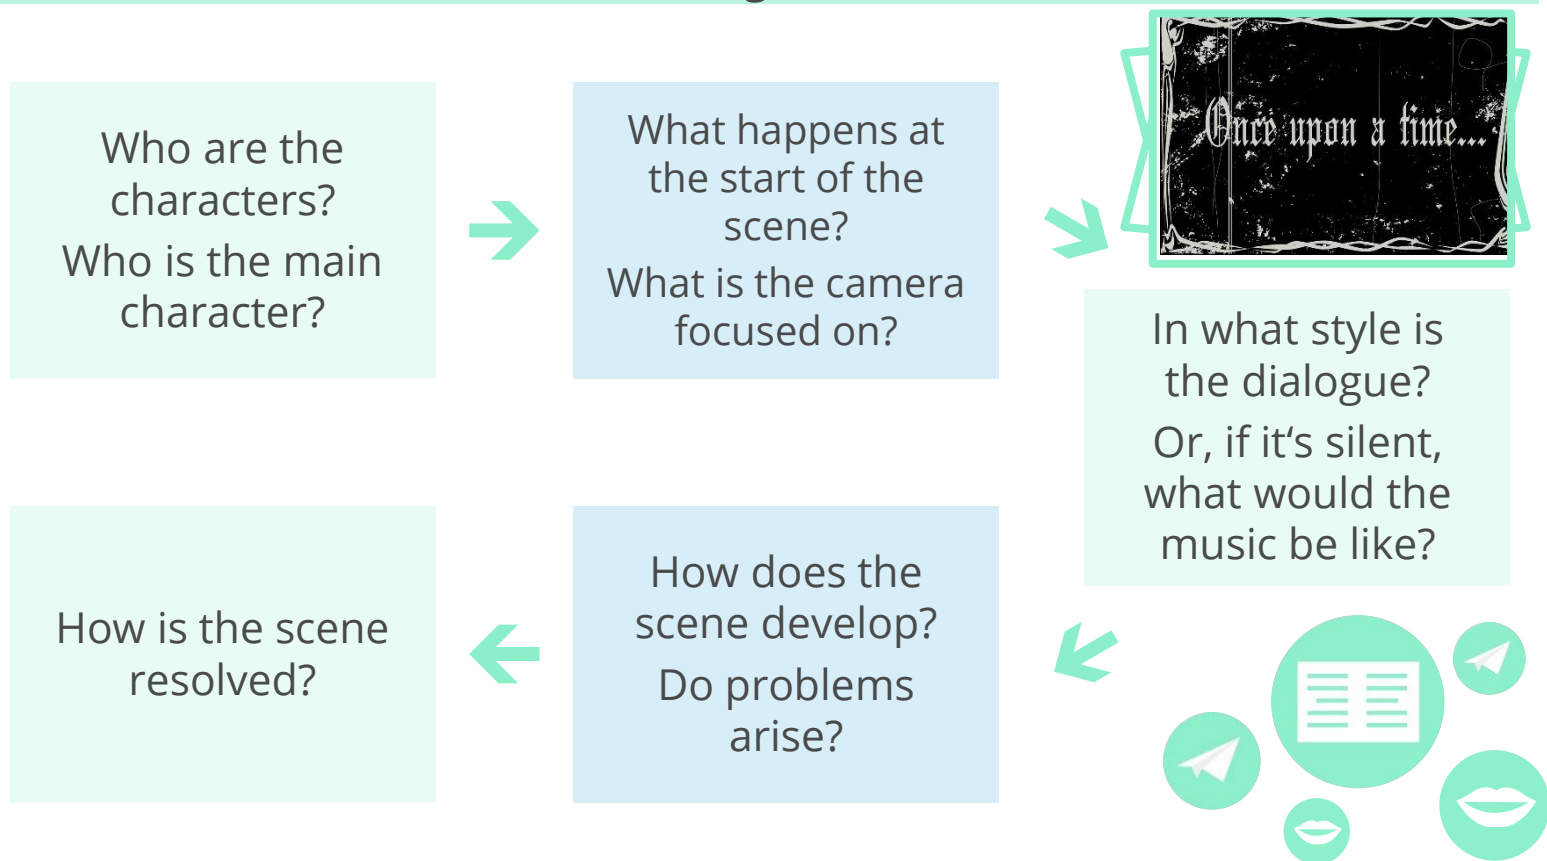 Who are the
characters?
Who is the main
character?
What happens at
the start of the
scene?
What is the camera
focused on?
Once upon a time...
In what style is
the dialogue?
Or, if it‘s silent,
what would the
music be like?
How does the
scene develop?
Do problems
arise?
How is the scene
resolved?